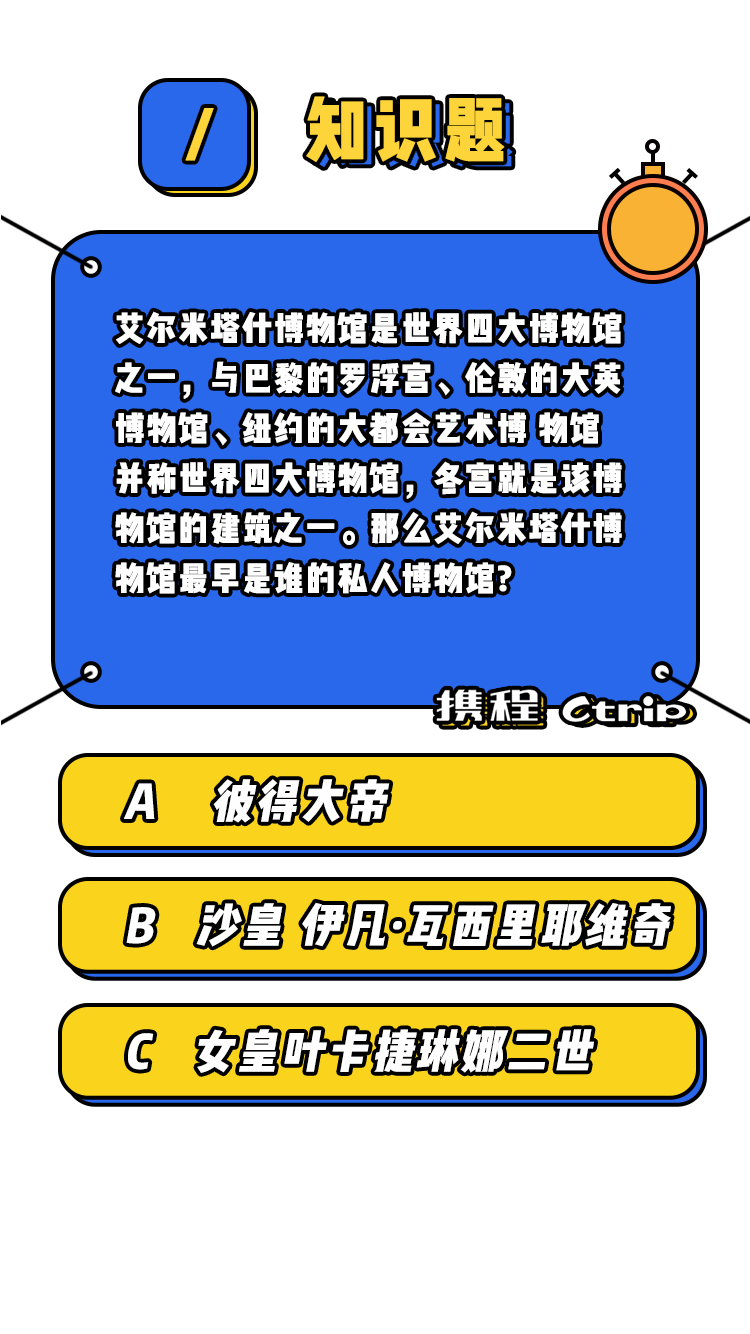 / 知识题
艾尔米塔什博物馆是世界四大博物馆
之一，与巴黎的罗浮宫、伦敦的大英
博物馆、纽约的大都会艺术博 物馆
并称世界四大博物馆，冬宫就是该博
物馆的建筑之一。那么艾尔米塔什博
物馆最早是谁的私人博物馆?
携程 Ctrip
A 彼得大帝
B 沙皇 伊凡·瓦西里耶维奇
C 女皇叶卡捷琳娜二世